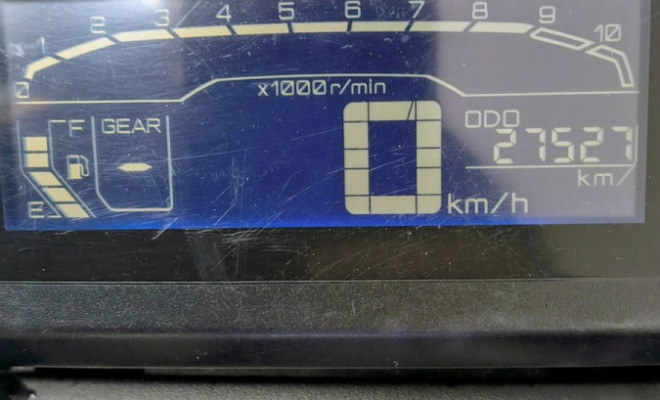 0 1 2 3 4 5 6 7 8 9 10
x1000r/min
F
GEAR
-
E
0
km/h
ODO
27527
km/